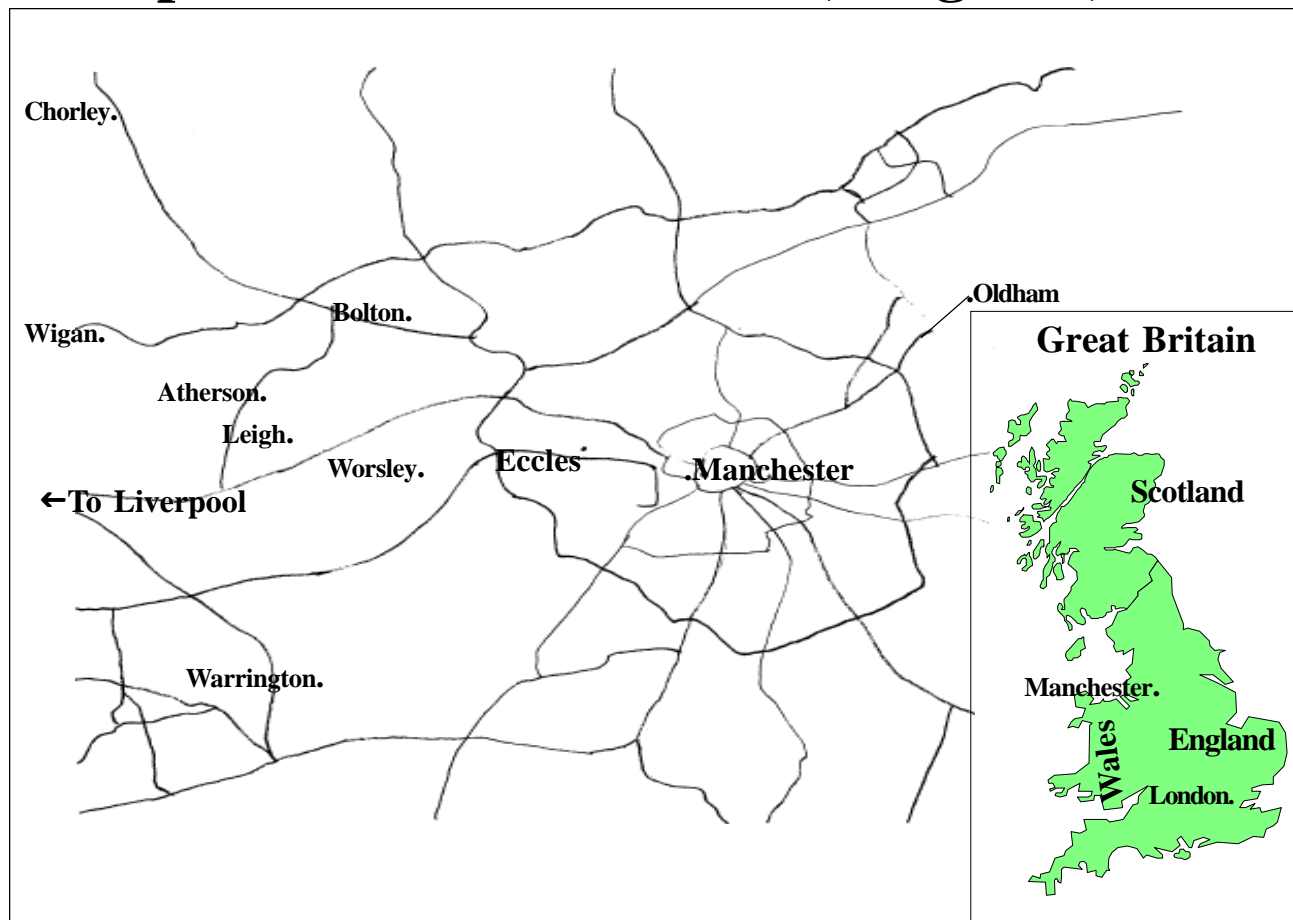 Chorley.
Bolton.
.Oldham
Wigan.
Great Britain
Atherson.
Leigh.
Worsley.
Eccles
.Manchester
←To Liverpool
Scotland
Warrington.
Manchester.
Wales
England
London.